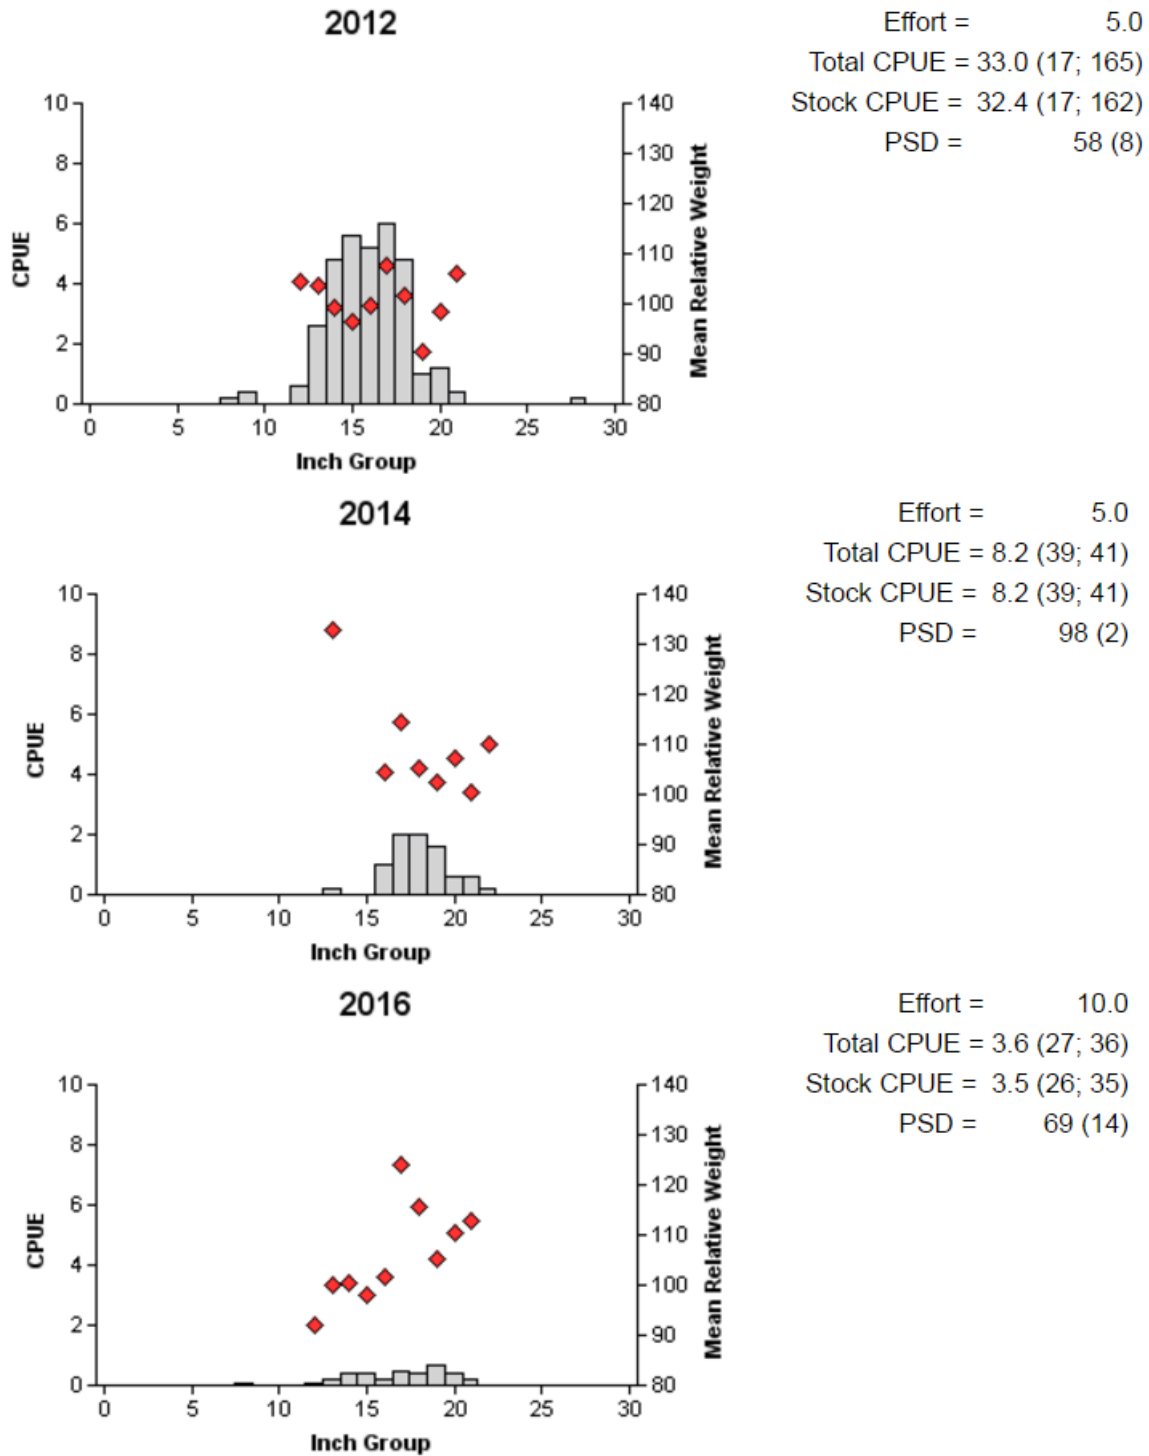 2012
Effort = 5.0
Total CPUE = 33.0 (17; 165)
Stock CPUE = 32.4 (17; 162)
PSD = 58 (8)
10 8 6 4 2 0
CPUE
140 130 120 110 100 90 80
Mean Relative Weight
0 5 10 15 20 25 30
Inch Group
2014
Effort = 5.0
Total CPUE = 8.2 (39; 41)
Stock CPUE = 8.2 (39; 41)
PSD = 98 (2)
10 8 6 4 2 0
CPUE
140 130 120 110 100 90 80
Mean Relative Weight
0 5 10 15 20 25 30
Inch Group
2016
Effort = 10.0
Total CPUE = 3.6 (27; 36)
Stock CPUE = 3.5 (26; 35)
PSD = 69 (14)
10 8 6 4 2 0
CPUE
140 130 120 110 100 90 80
Mean Relative Weight
0 5 10 15 20 25 30
Inch Group